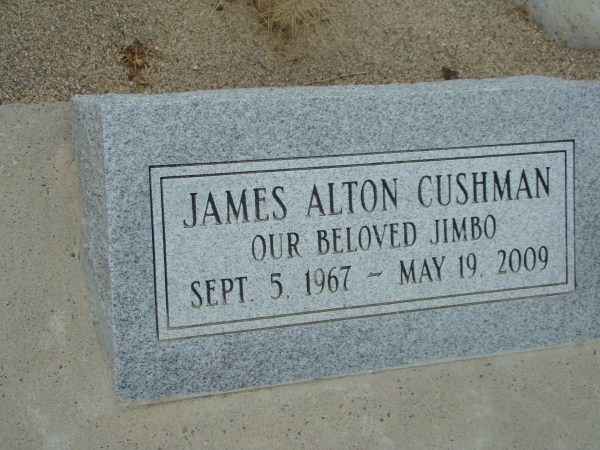 JAMES ALTON CUSHMAN
OUR BELOVED JIMBO
SEPT. 5, 1967 ~ MAY 19, 2009